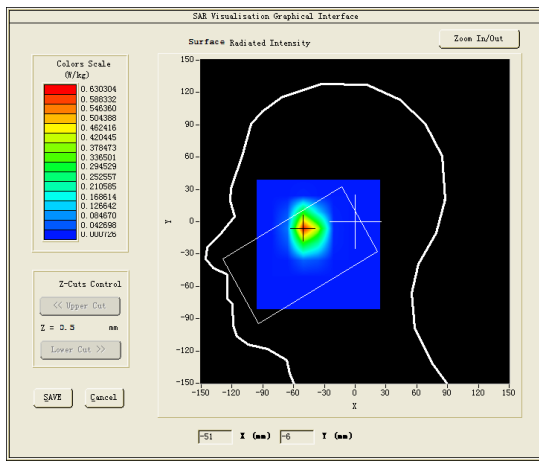 SAR Visualisation Graphical Interface
Surface Radiated Intensity
Zoom In/Out
Colors Scale
(W/kg)
0.630304
0.588332
0.546360
0.504388
0.462416
0.420445
0.378473
0.336501
0.294529
0.252557
0.210585
0.168614
0.126642
0.084670
0.042698
0.000726
Z-Cuts Control
<< Upper Cut
Z = 3.5 mm
Lower Cut >>
SAVE
Cancel
150
120
90
60
30
0
-30
-60
-90
-120
-150
Y
-150 -120 -90 -60 -30 0 30 60 90 120 150
X
-51 X (mm) -6 Y (mm)